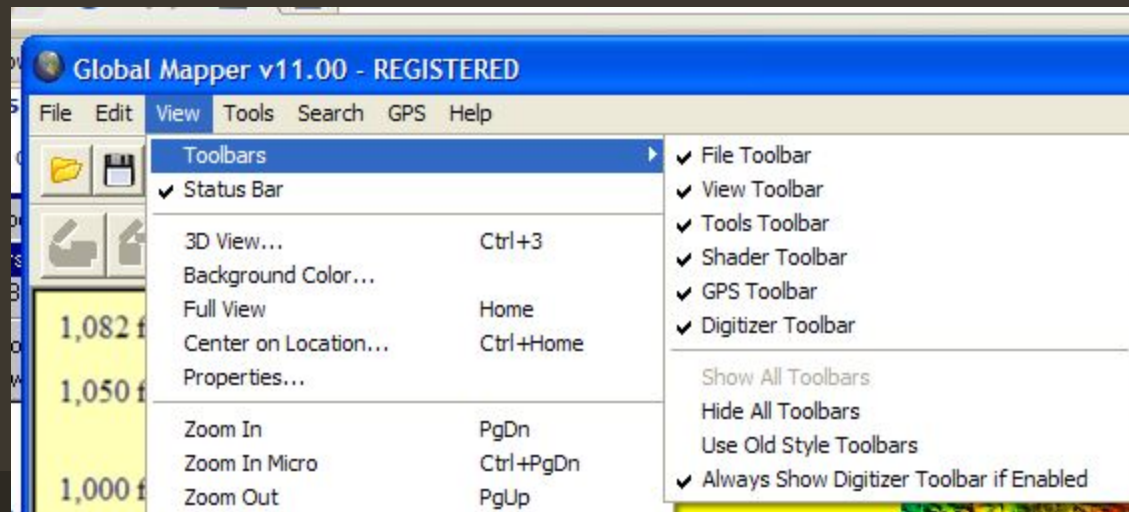 Global Mapper v11.00 - REGISTERED
File Edit View Tools Search GPS Help
Toolbars
✓ Status Bar
3D View... Ctrl+3
Background Color...
Full View Home
Center on Location... Ctrl+Home
Properties...
Zoom In PgDn
Zoom In Micro Ctrl+PgDn
Zoom Out PgUp
✓ File Toolbar
✓ View Toolbar
✓ Tools Toolbar
✓ Shader Toolbar
✓ GPS Toolbar
✓ Digitizer Toolbar
Show All Toolbars
Hide All Toolbars
Use Old Style Toolbars
✓ Always Show Digitizer Toolbar if Enabled
1,082 f
1,050 f
1,000 f